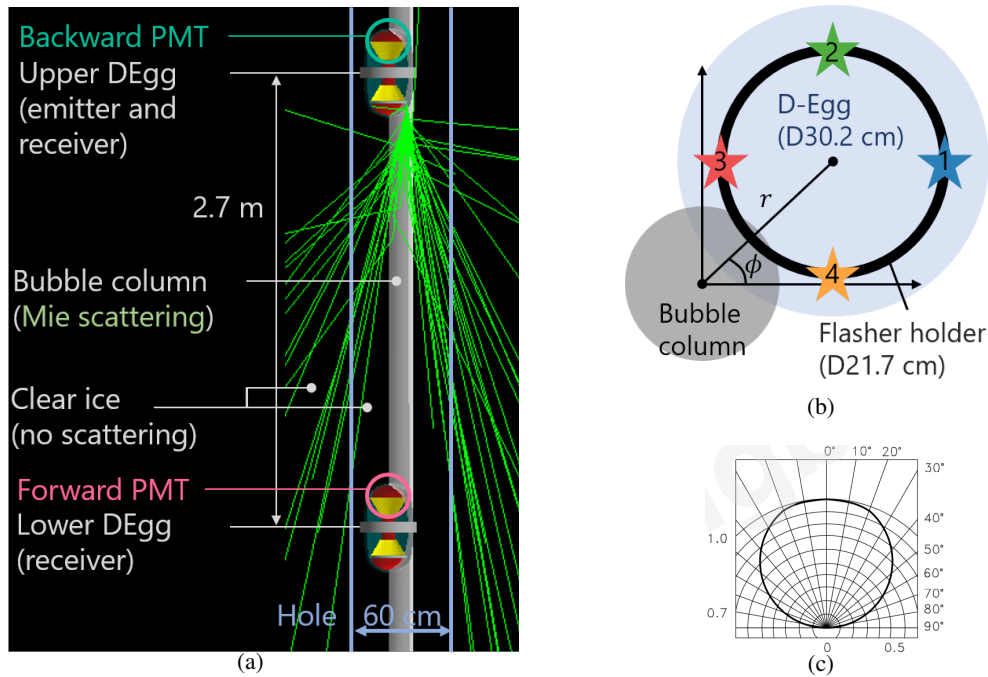 Backward PMT
Upper DEgg
(emitter and
receiver)
2.7 m
Bubble column
(Mie scattering)
Clear ice
(no scattering)
Forward PMT
Lower DEgg
(receiver)
Hole
60 cm
(a)
2
D-Egg
(D30.2 cm)
3
1
r
ϕ
4
Bubble
column
Flasher holder
(D21.7 cm)
(b)
0° 10° 20°
30°
40°
1.0
50°
60°
70°
0.7
80°
90°
0
0.5
(c)